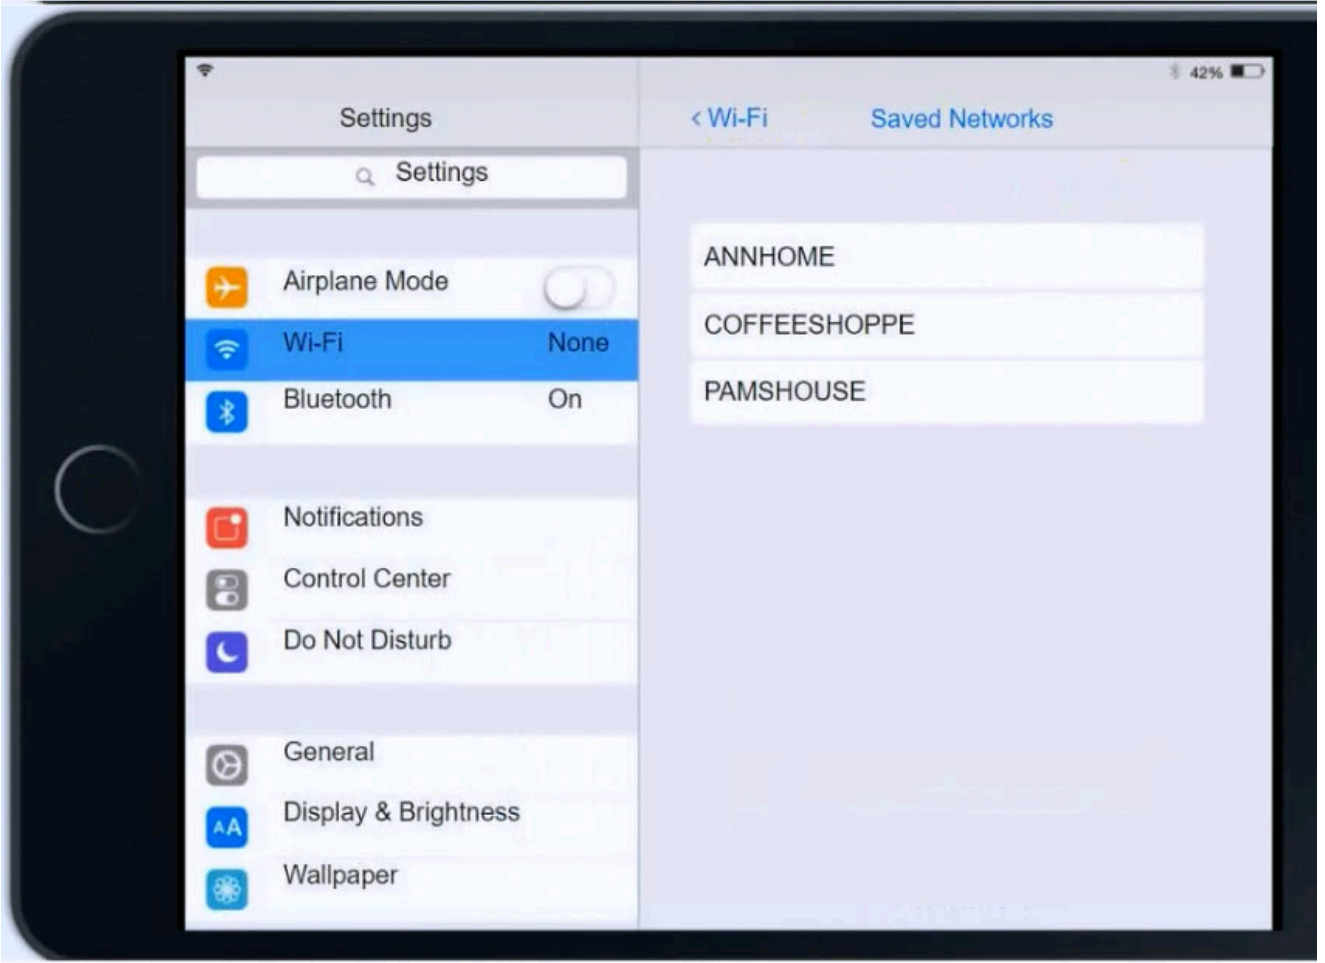 42%
Settings
< Wi-Fi
Saved Networks
Settings
Airplane Mode
Wi-Fi None
Bluetooth On
Notifications
Control Center
Do Not Disturb
General
AA Display & Brightness
Wallpaper
ANNHOME
COFFEESHOPPE
PAMSHOUSE